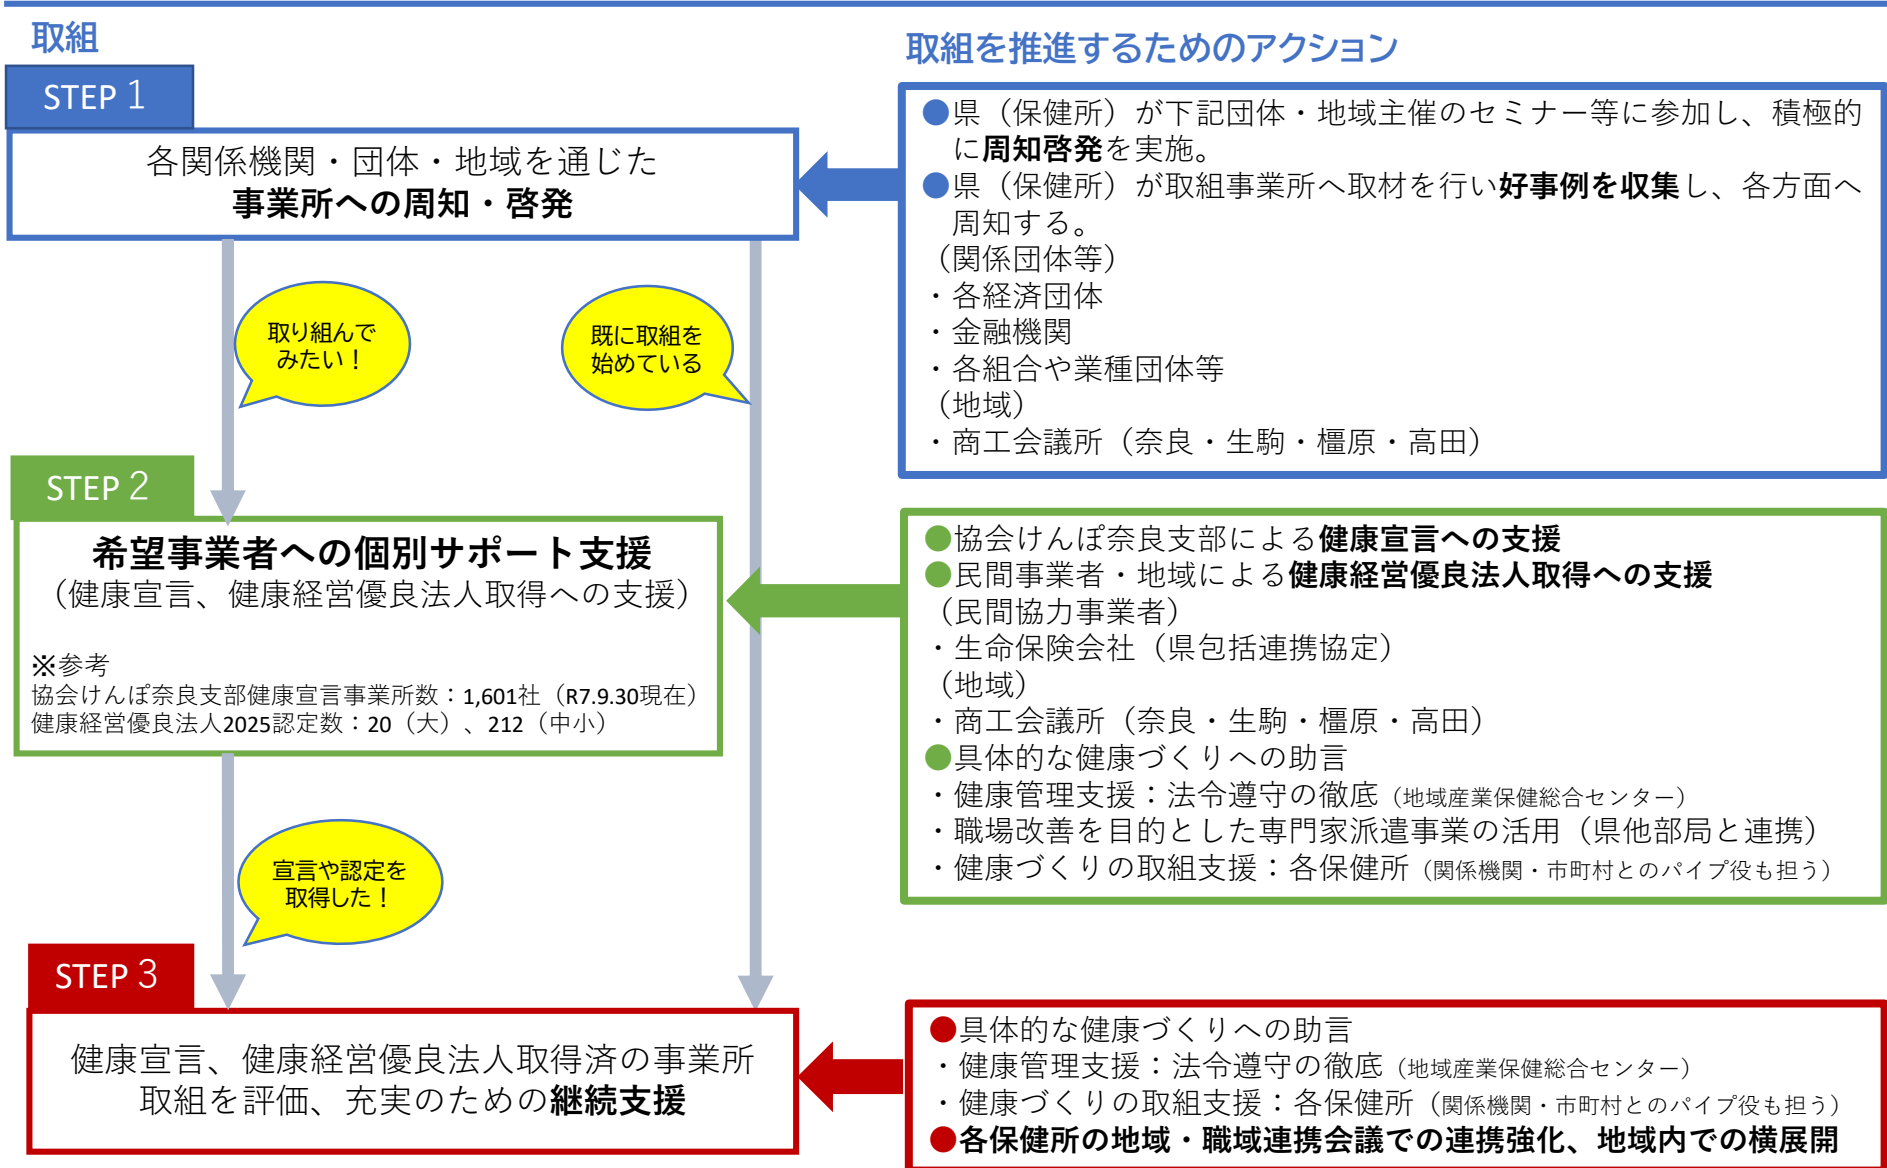 取組
STEP 1
各関係機関・団体・地域を通じた
事業所への周知・啓発
取り組んで
みたい！
既に取組を
始めている
STEP 2
希望事業者への個別サポート支援
（健康宣言、健康経営優良法人取得への支援）
※参考
協会けんぽ奈良支部健康宣言事業所数：1,601社（R7.9.30現在）
健康経営優良法人2025認定数：20（大）、212（中小）
宣言や認定を
取得した！
STEP 3
健康宣言、健康経営優良法人取得済の事業所
取組を評価、充実のための継続支援
取組を推進するためのアクション
●県（保健所）が下記団体・地域主催のセミナー等に参加し、積極的
に周知啓発を実施。
●県（保健所）が取組事業所へ取材を行い好事例を収集し、各方面へ
周知する。
（関係団体等）
・各経済団体
・金融機関
・各組合や業種団体等
（地域）
・商工会議所（奈良・生駒・橿原・高田）
●協会けんぽ奈良支部による健康宣言への支援
●民間事業者・地域による健康経営優良法人取得への支援
（民間協力事業者）
・生命保険会社（県包括連携協定）
（地域）
・商工会議所（奈良・生駒・橿原・高田）
●具体的な健康づくりへの助言
・健康管理支援：法令遵守の徹底（地域産業保健総合センター）
・職場改善を目的とした専門家派遣事業の活用（県他部局と連携）
・健康づくりの取組支援：各保健所（関係機関・市町村とのパイプ役も担う）
●具体的な健康づくりへの助言
・健康管理支援：法令遵守の徹底（地域産業保健総合センター）
・健康づくりの取組支援：各保健所（関係機関・市町村とのパイプ役も担う）
●各保健所の地域・職域連携会議での連携強化、地域内での横展開